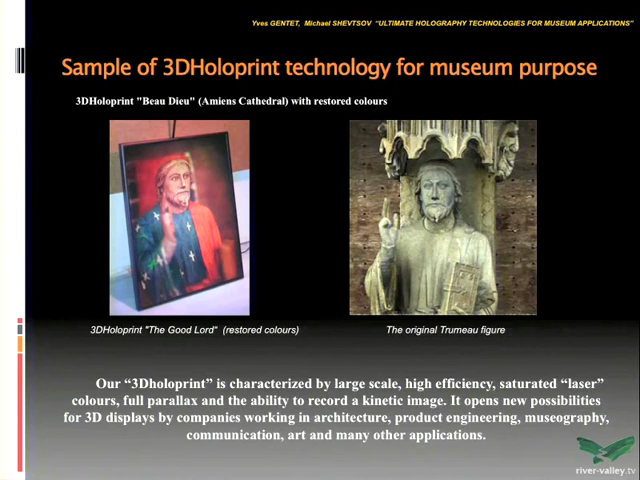 Yves GENTET, Michael SHEVTSOV "ULTIMATE HOLOGRAPHY TECHNOLOGIES FOR MUSEUM APPLICATIONS"
Sample of 3DHoloprint technology for museum purpose
3DHoloprint "Beau Dieu" (Amiens Cathedral) with restored colours
3DHoloprint "The Good Lord" (restored colours)
The original Trumeau figure
Our “3Dholoprint” is characterized by large scale, high efficiency, saturated “laser”
colours, full parallax and the ability to record a kinetic image. It opens new possibilities
for 3D displays by companies working in architecture, product engineering, museography,
communication, art and many other applications.
river-valley.tv